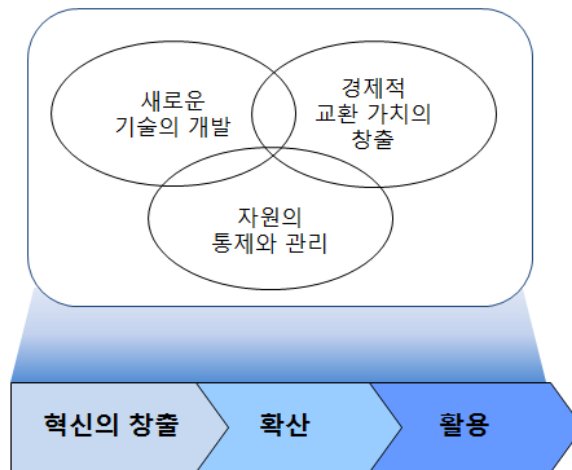 새로운
기술의 개발
경제적
교환 가치의
창출
자원의
통제와 관리
혁신의 창출
확산
활용